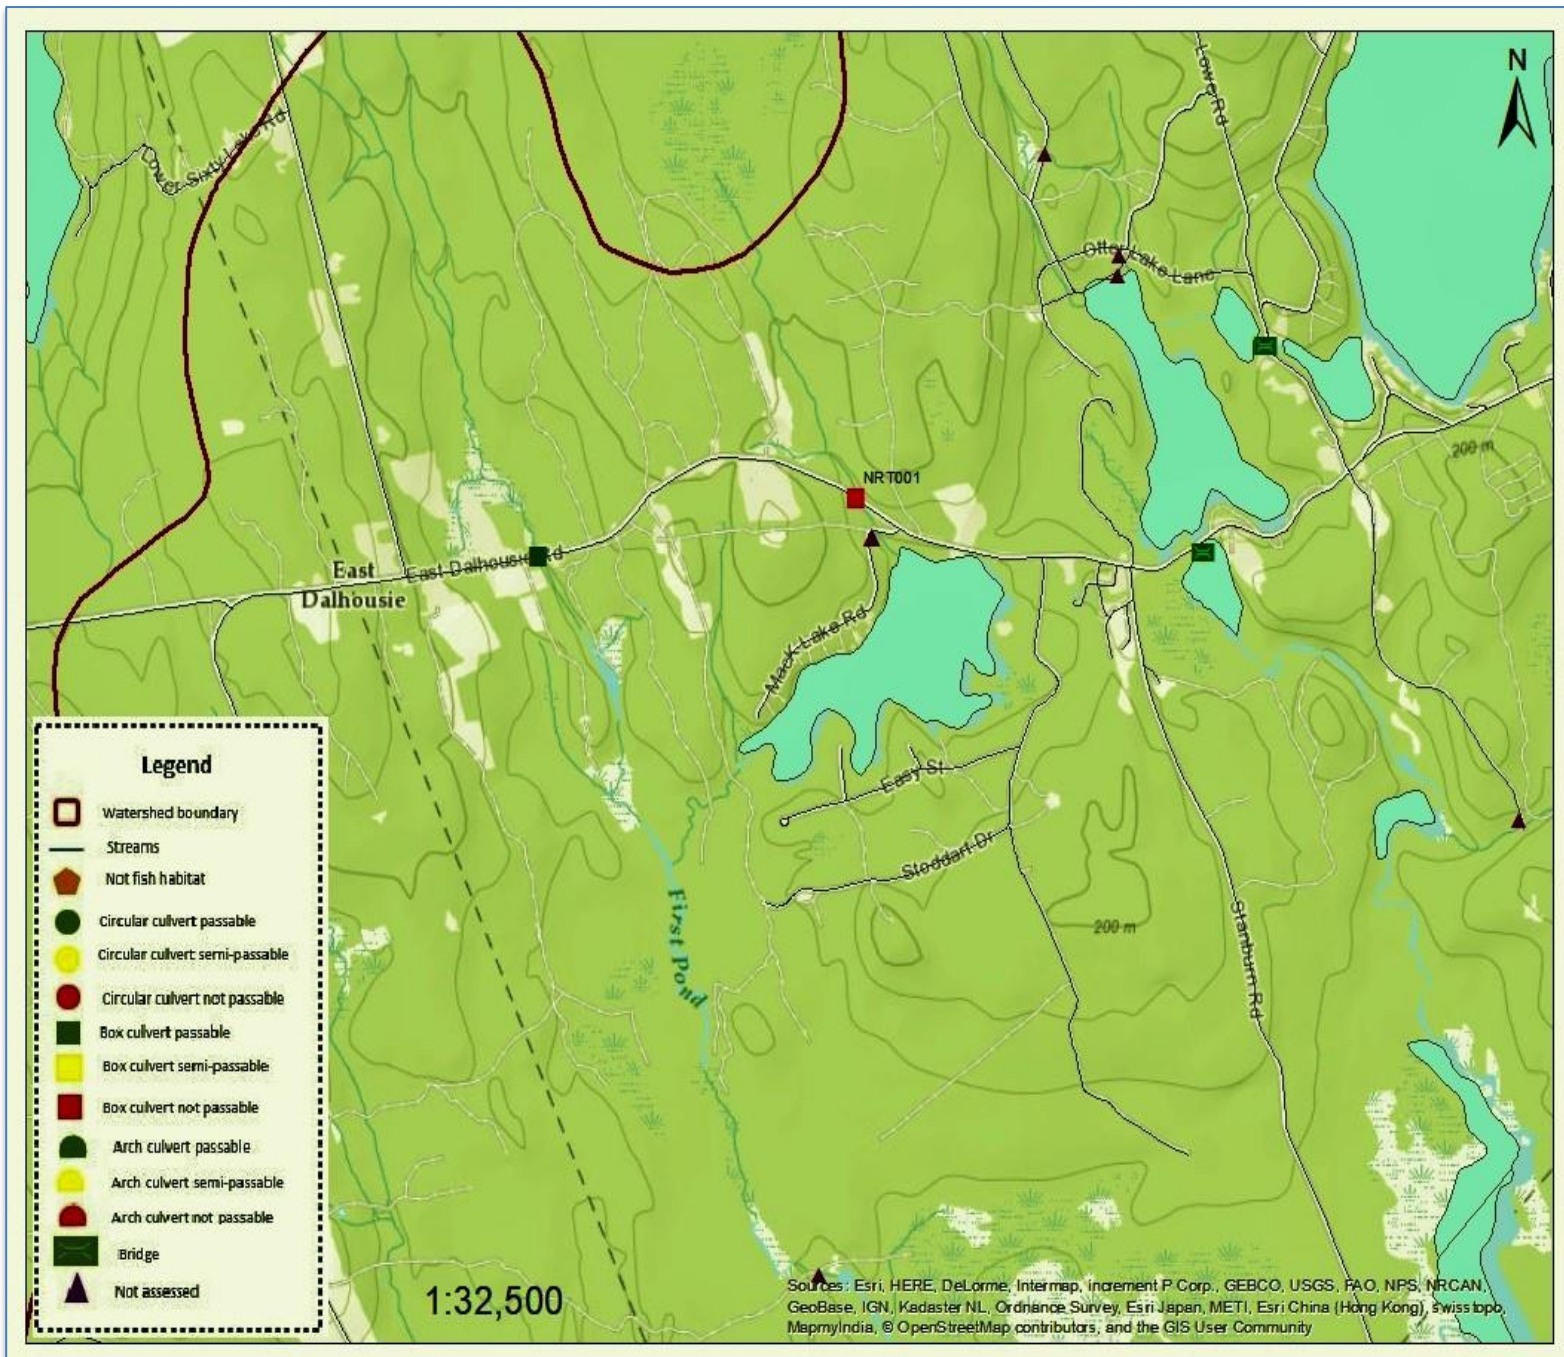 N
Lowe Rd
Lower Sixty Lake Rd
Otter Lake Lane
200 m
NRT001
East Dalhousie Rd
East
Dalhousie
Mack Lake Rd
Easy St
Stoddart Dr
First Pond
200 m
Stanburn Rd
Legend
Watershed boundary
Streams
Not fish habitat
Circular culvert passable
Circular culvert semi-passable
Circular culvert not passable
Box culvert passable
Box culvert semi-passable
Box culvert not passable
Arch culvert passable
Arch culvert semi-passable
Arch culvert not passable
Bridge
Not assessed
1:32,500
Sources: Esri, HERE, DeLorme, Intermap, increment P Corp., GEBCO, USGS, FAO, NPS, NRCAN,
GeoBase, IGN, Kadaster NL, Ordnance Survey, Esri Japan, METI, Esri China (Hong Kong), swisstopo,
MapmyIndia, © OpenStreetMap contributors, and the GIS User Community